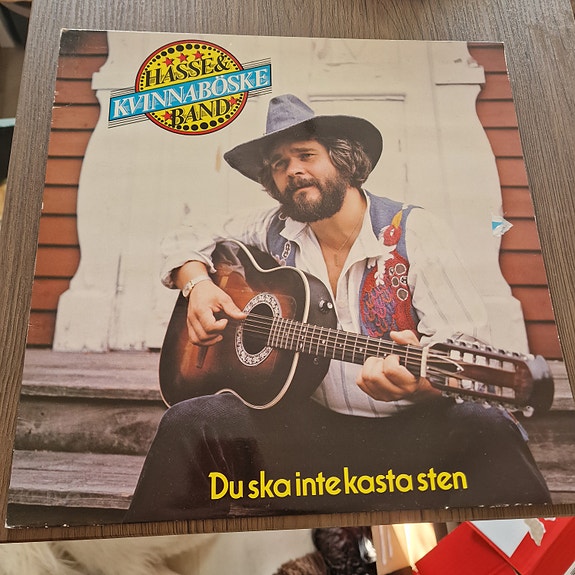 HASSE &
KVINNABÖSKE
BAND
Du ska inte kasta sten